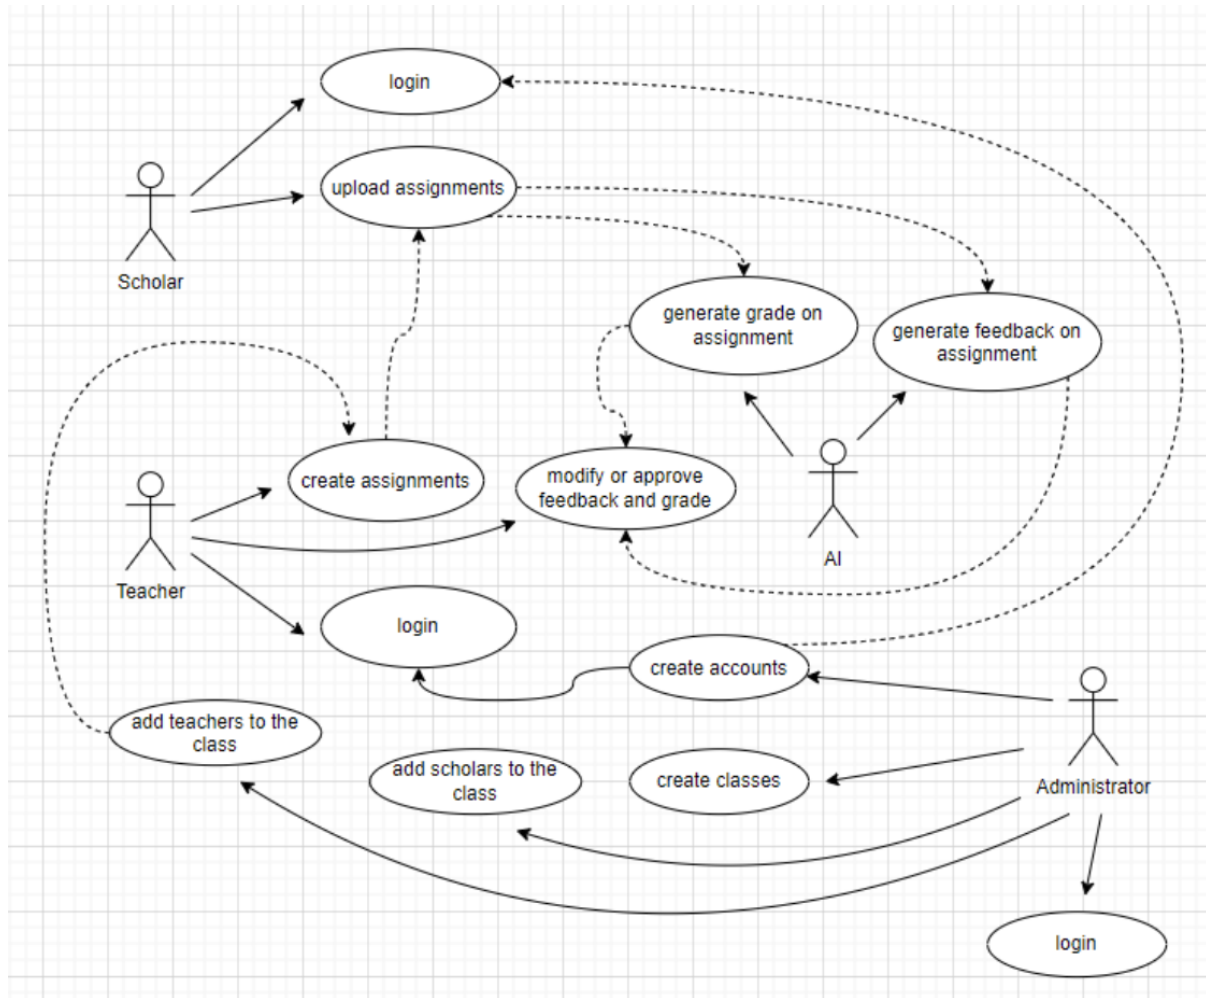 login
upload assignments
Scholar
generate grade on
assignment
generate feedback on
assignment
create assignments
modify or approve
feedback and grade
AI
Teacher
login
create accounts
add teachers to the
class
add scholars to the
class
create classes
Administrator
login